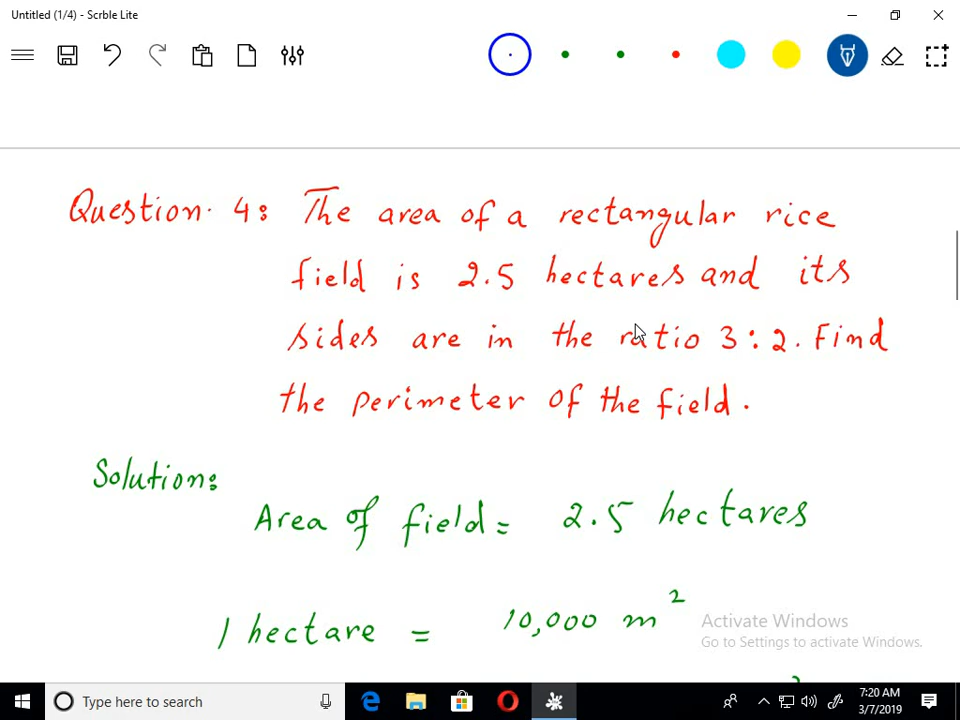 Untitled (1/4) - Scrble Lite
Question. 4: The area of a rectangular rice
field is 2.5 hectares and its
sides are in the ratio 3:2. Find
the perimeter of the field.
Solution:
Area of field = 2.5 hectares
1 hectare = 10,000 m²
Activate Windows
Go to Settings to activate Windows.
Type here to search
7:20 AM
3/7/2019